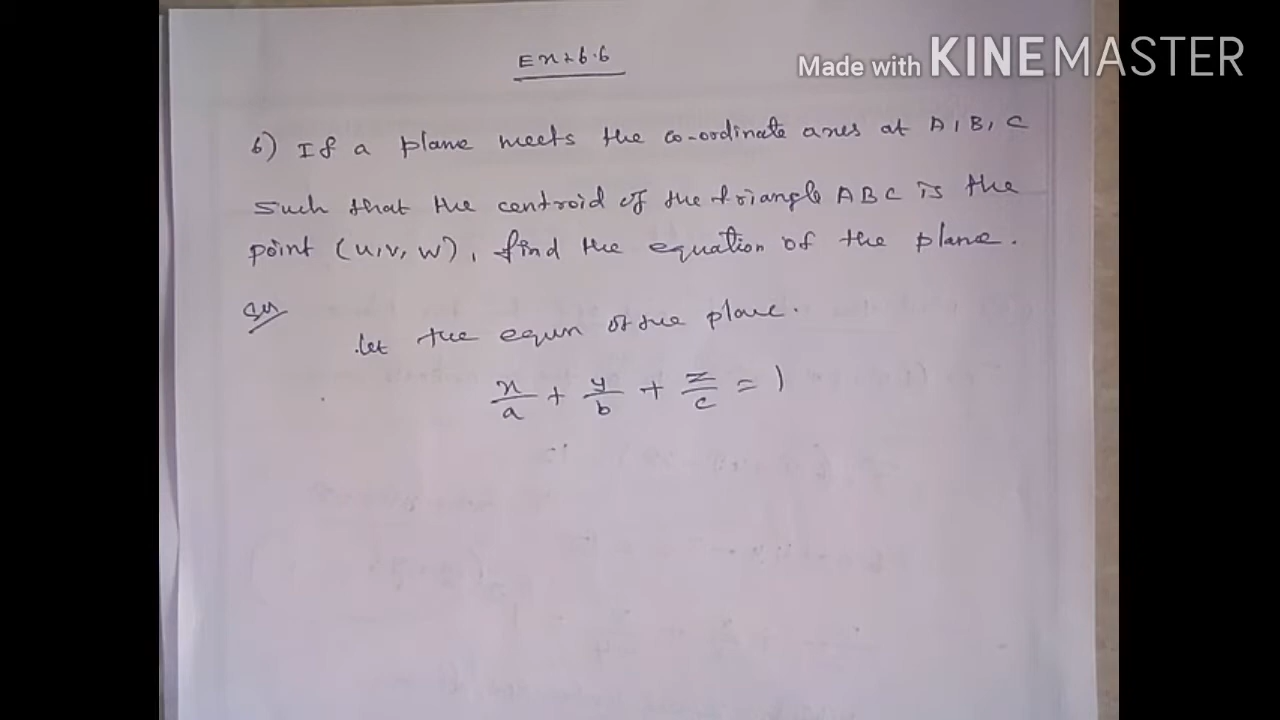 Ex 6.6
Made with KINEMASTER
6) If a plane meets the co-ordinate axes at A, B, C
such that the centroid of the triangle ABC is the
point (u, v, w), find the equation of the plane.
Sol
Let the equn of the plane.
x/a + y/b + z/c = 1